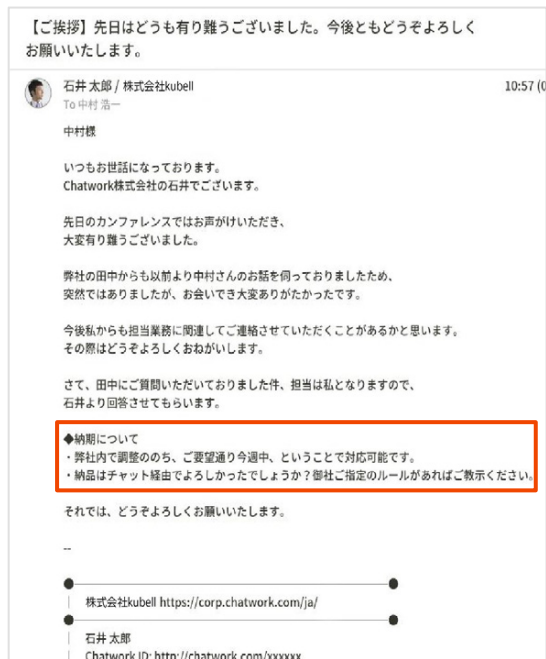 【ご挨拶】先日はどうも有り難うございました。今後ともどうぞよろしく
お願いいたします。
石井 太郎 / 株式会社kubell
10:57 (0
To 中村 浩一
中村様
いつもお世話になっております。
Chatwork株式会社の石井でございます。
先日のカンファレンスではお声がけいただき、
大変有り難うございました。
弊社の田中からも以前より中村さんのお話を伺っておりましたため、
突然ではありましたが、お会いでき大変ありがたかったです。
今後私からも担当業務に関連してご連絡させていただくことがあるかと思います。
その際はどうぞよろしくおねがいします。
さて、田中にご質問いただいておりました件、担当は私となりますので、
石井より回答させてもらいます。
◆納期について
・弊社内で調整ののち、ご要望通り今週中、ということで対応可能です。
・納品はチャット経由でよろしかったでしょうか？御社ご指定のルールがあればご教示ください。
それでは、どうぞよろしくお願いいたします。
--
株式会社kubell https://corp.chatwork.com/ja/
石井 太郎
Chatwork ID: http://chatwork.com/xxxxxx